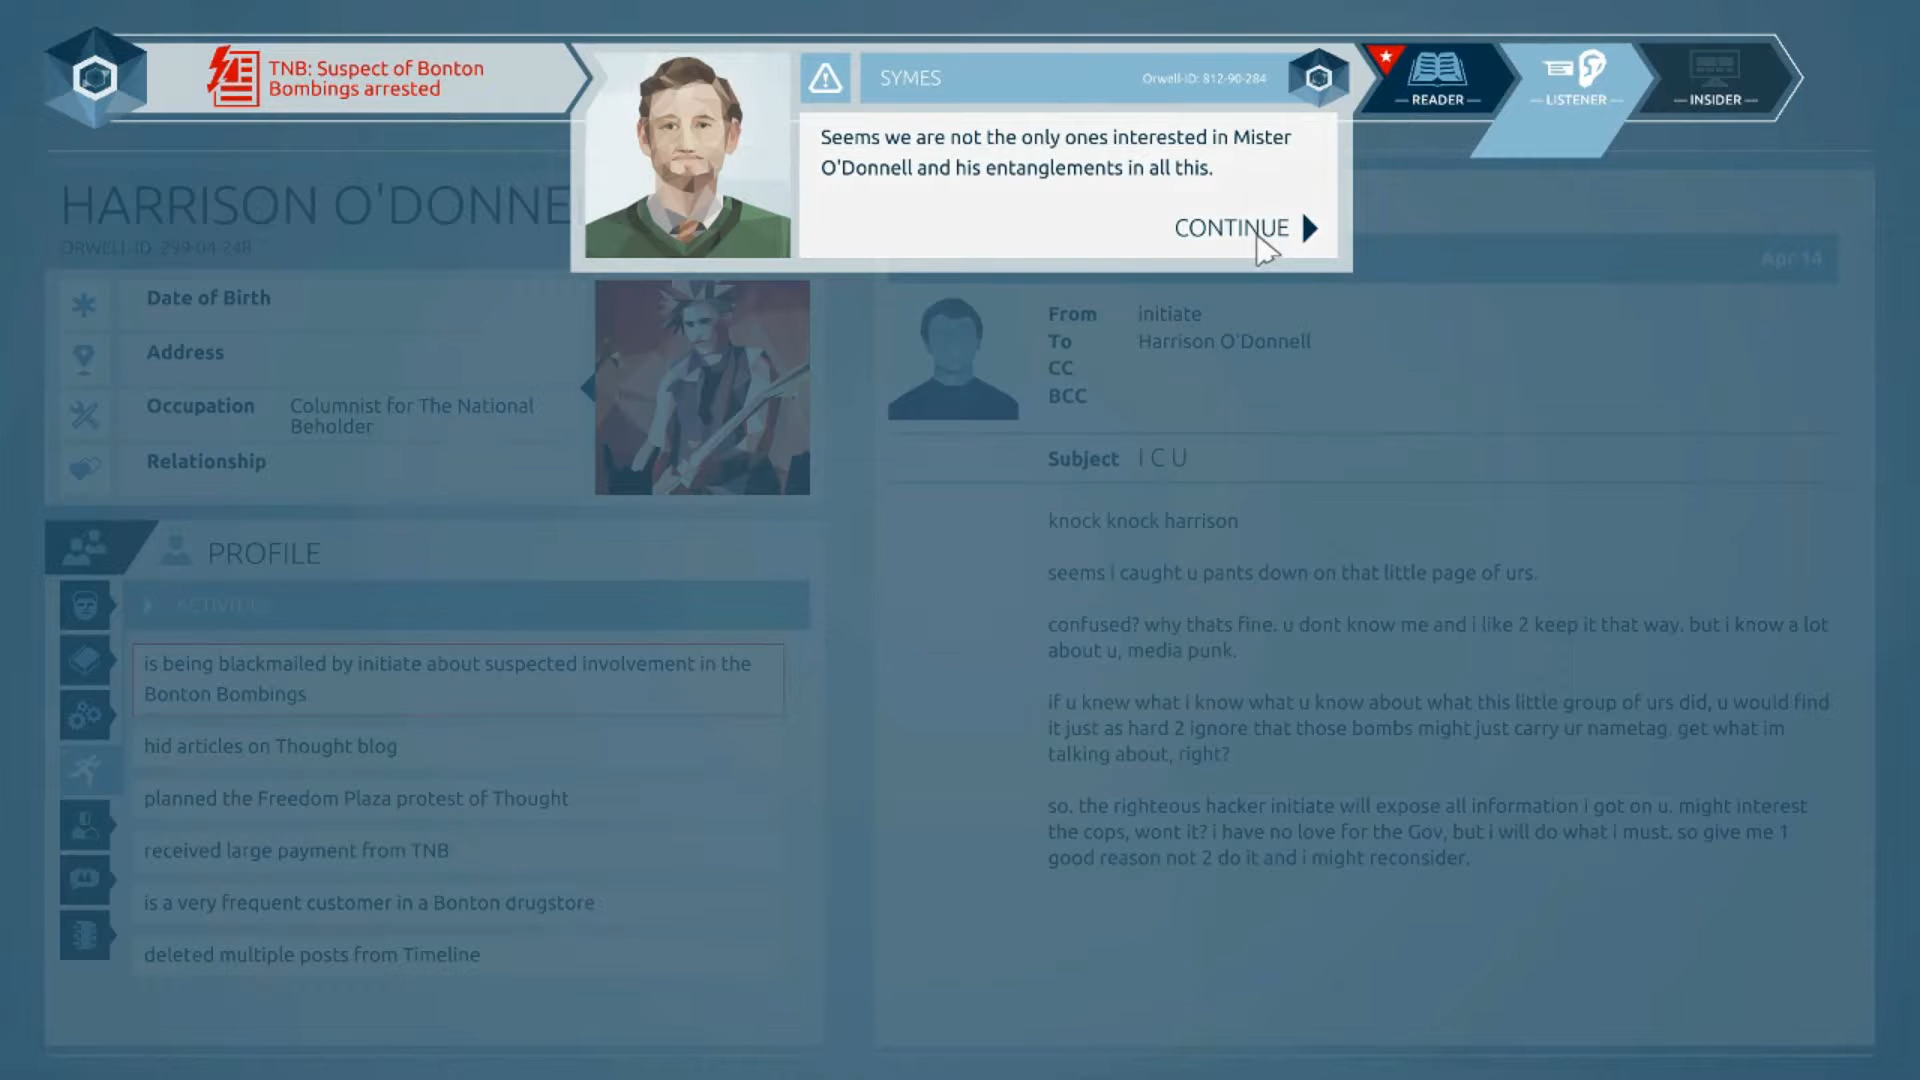 TNB: Suspect of Bonton
Bombings arrested
SYMES
Orwell-ID: 812-90-284
Seems we are not the only ones interested in Mister
O'Donnell and his entanglements in all this.
CONTINUE
READER
LISTENER
INSIDER
HARRISON O'DONNE
ORWELL-ID: 299-04-248
Date of Birth
Address
Occupation Columnist for The National
Beholder
Relationship
PROFILE
ACTIVITIES
is being blackmailed by initiate about suspected involvement in the
Bonton Bombings
hid articles on Thought blog
planned the Freedom Plaza protest of Thought
received large payment from TNB
is a very frequent customer in a Bonton drugstore
deleted multiple posts from Timeline
Apr 14
From initiate
To Harrison O'Donnell
CC
BCC
Subject I C U
knock knock harrison
seems i caught u pants down on that little page of urs.
confused? why thats fine. u dont know me and i like 2 keep it that way. but i know a lot
about u, media punk.
if u knew what i know what u know about what this little group of urs did, u would find
it just as hard 2 ignore that those bombs might just carry ur nametag. get what im
talking about, right?
so. the righteous hacker initiate will expose all information i got on u. might interest
the cops, wont it? i have no love for the Gov, but i will do what i must. so give me 1
good reason not 2 do it and i might reconsider.